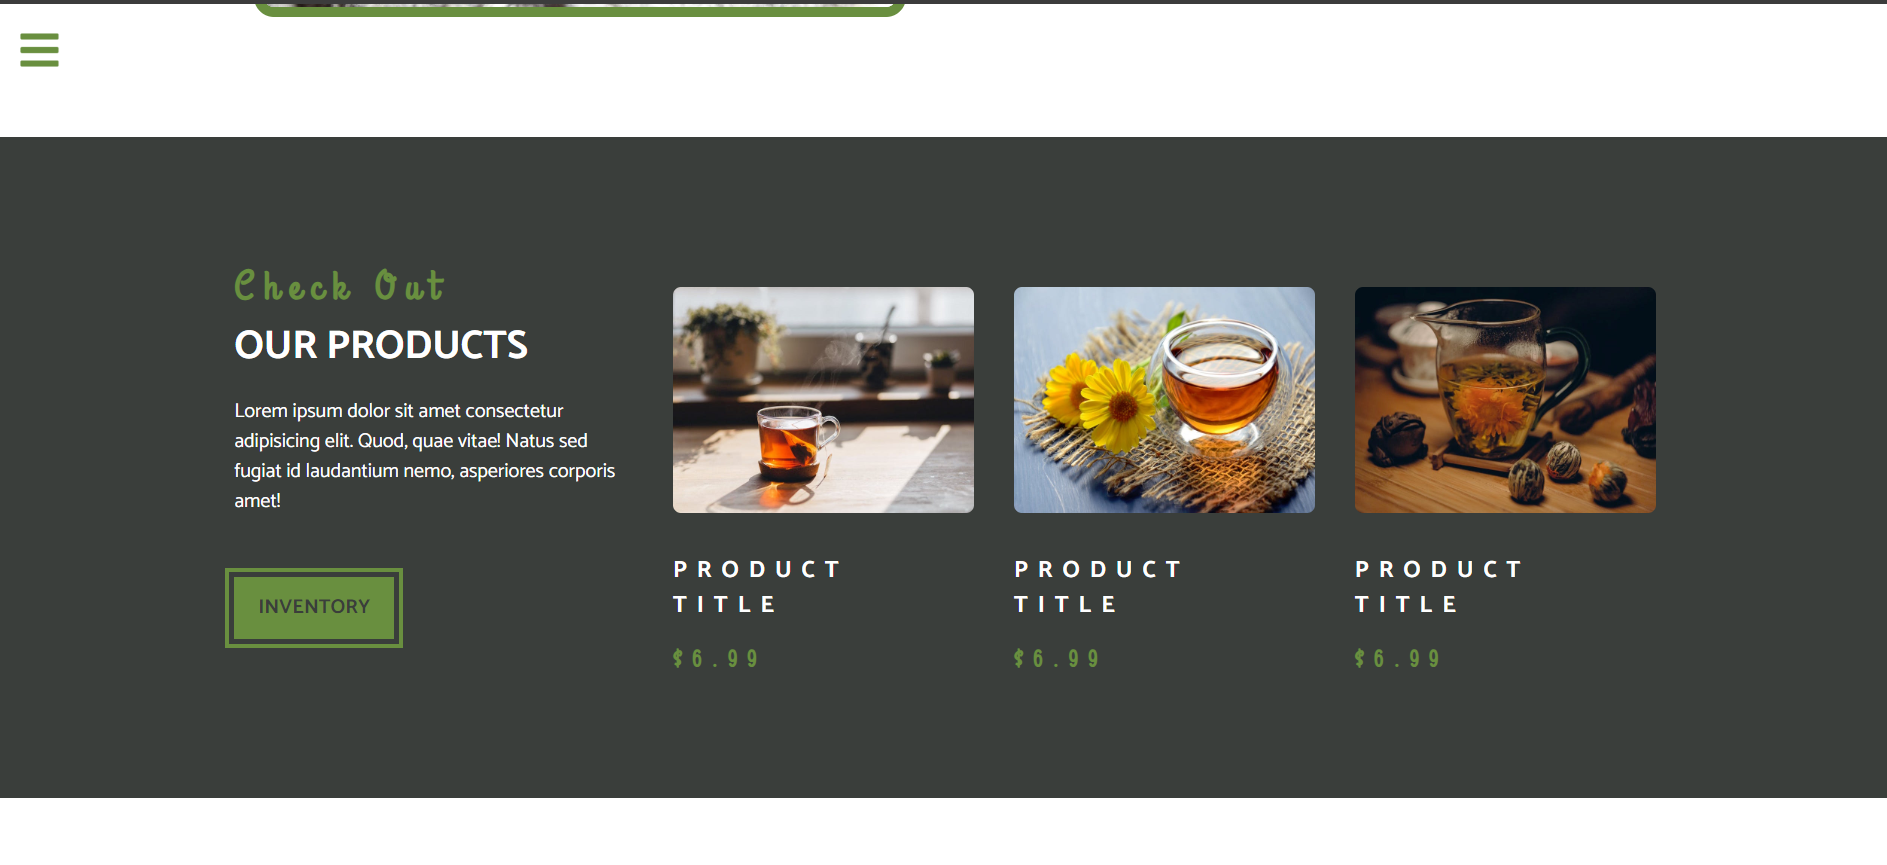 Check Out
OUR PRODUCTS
Lorem ipsum dolor sit amet consectetur
adipisicing elit. Quod, quae vitae! Natus sed
fugiat id laudantium nemo, asperiores corporis
amet!
INVENTORY
PRODUCT
TITLE
$6.99
PRODUCT
TITLE
$6.99
PRODUCT
TITLE
$6.99